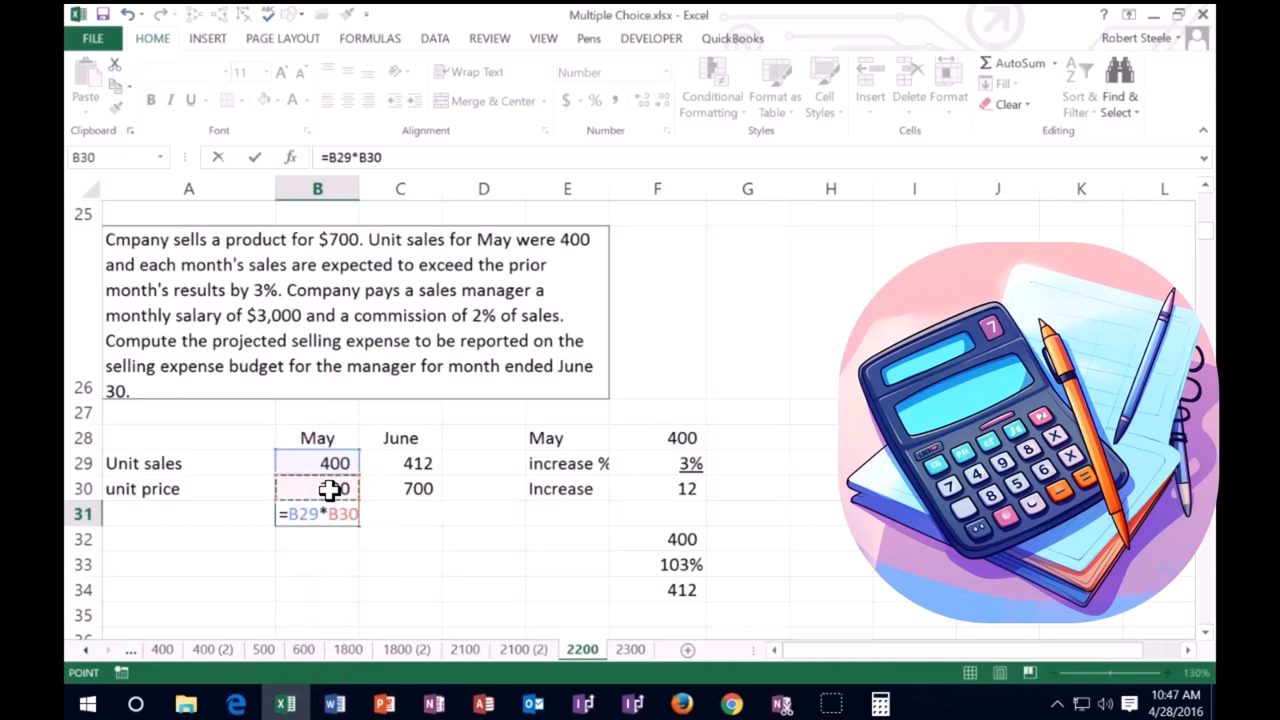 Multiple Choice.xlsx - Excel
FILE HOME INSERT PAGE LAYOUT FORMULAS DATA REVIEW VIEW Pens DEVELOPER QuickBooks Robert Steele
Paste
11
Wrap Text
Merge & Center
Number
Conditional Formatting
Format as Table
Cell Styles
Insert Delete Format
AutoSum
Fill
Clear
Sort & Filter
Find & Select
Clipboard Font Alignment Number Styles Cells Editing
B30 =B29*B30
A B C D E F G H I J K L
25
Cmpany sells a product for $700. Unit sales for May were 400
and each month's sales are expected to exceed the prior
month's results by 3%. Company pays a sales manager a
monthly salary of $3,000 and a commission of 2% of sales.
Compute the projected selling expense to be reported on the
selling expense budget for the manager for month ended June
26 30.
27
28 May June May 400
29 Unit sales 400 412 increase % 3%
30 unit price 700 Increase 12
31 =B29*B30
32 400
33 103%
34 412
35
... 400 400 (2) 500 600 1800 1800 (2) 2100 2100 (2) 2200 2300
POINT 130%
10:47 AM
4/28/2016